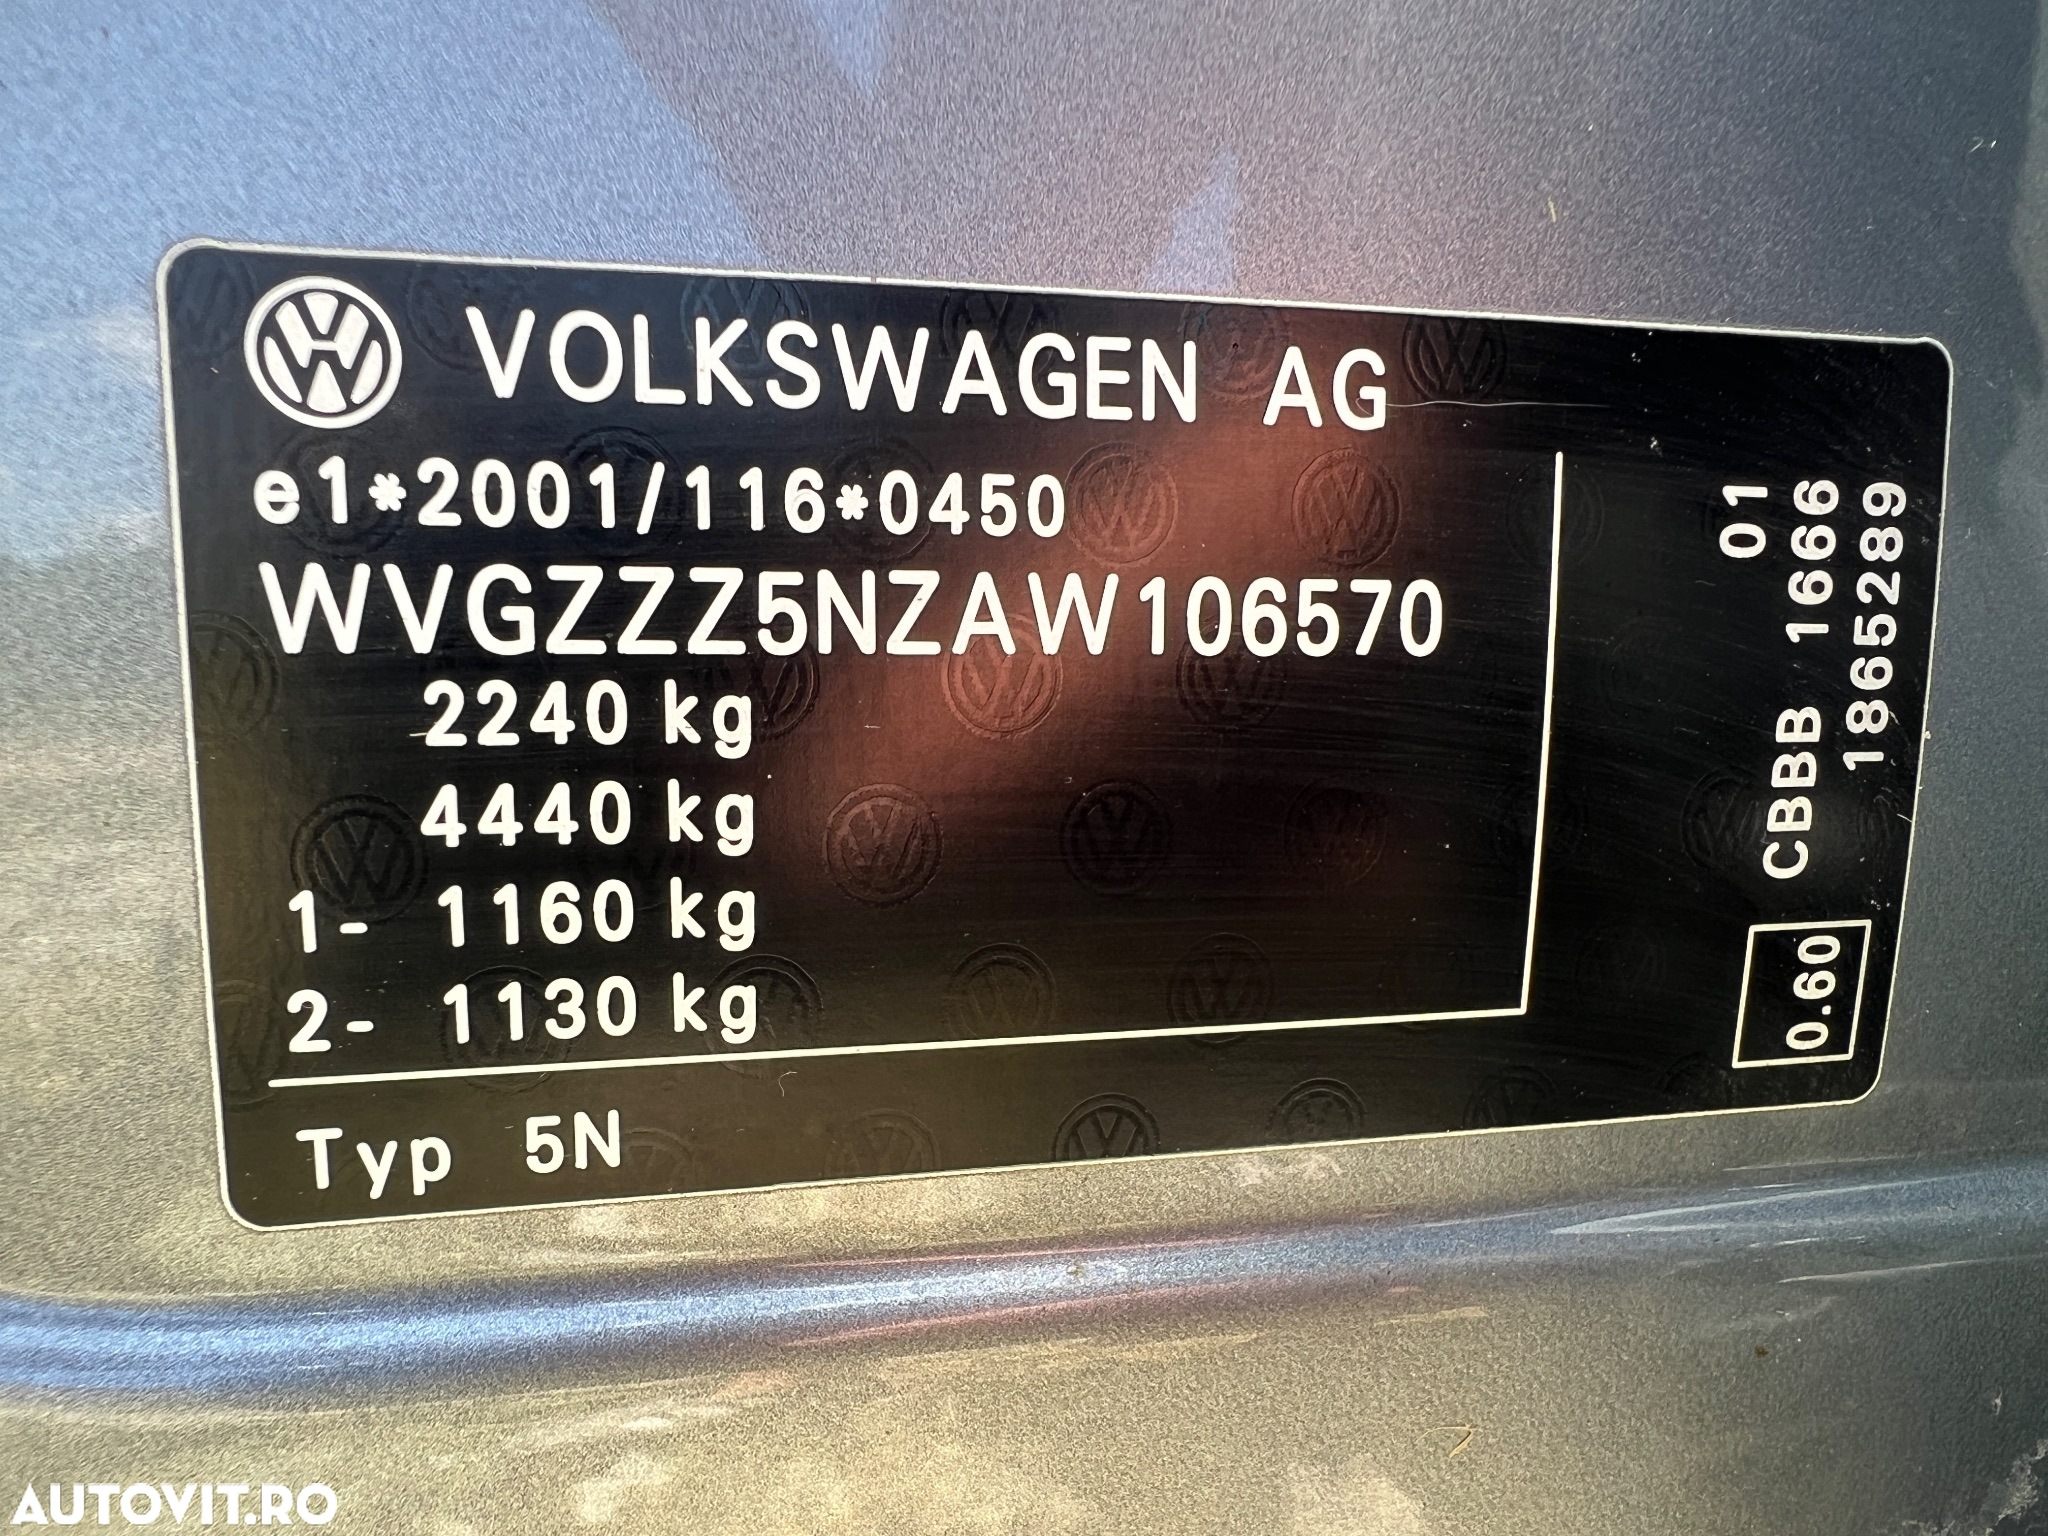 VOLKSWAGEN AG
e1*2001/116*0450
WVGZZZ5NZAW106570
2240 kg
4440 kg
1- 1160 kg
2- 1130 kg
Typ 5N
01
CBBB 1666
1865289
0.60
AUTOVIT.RO